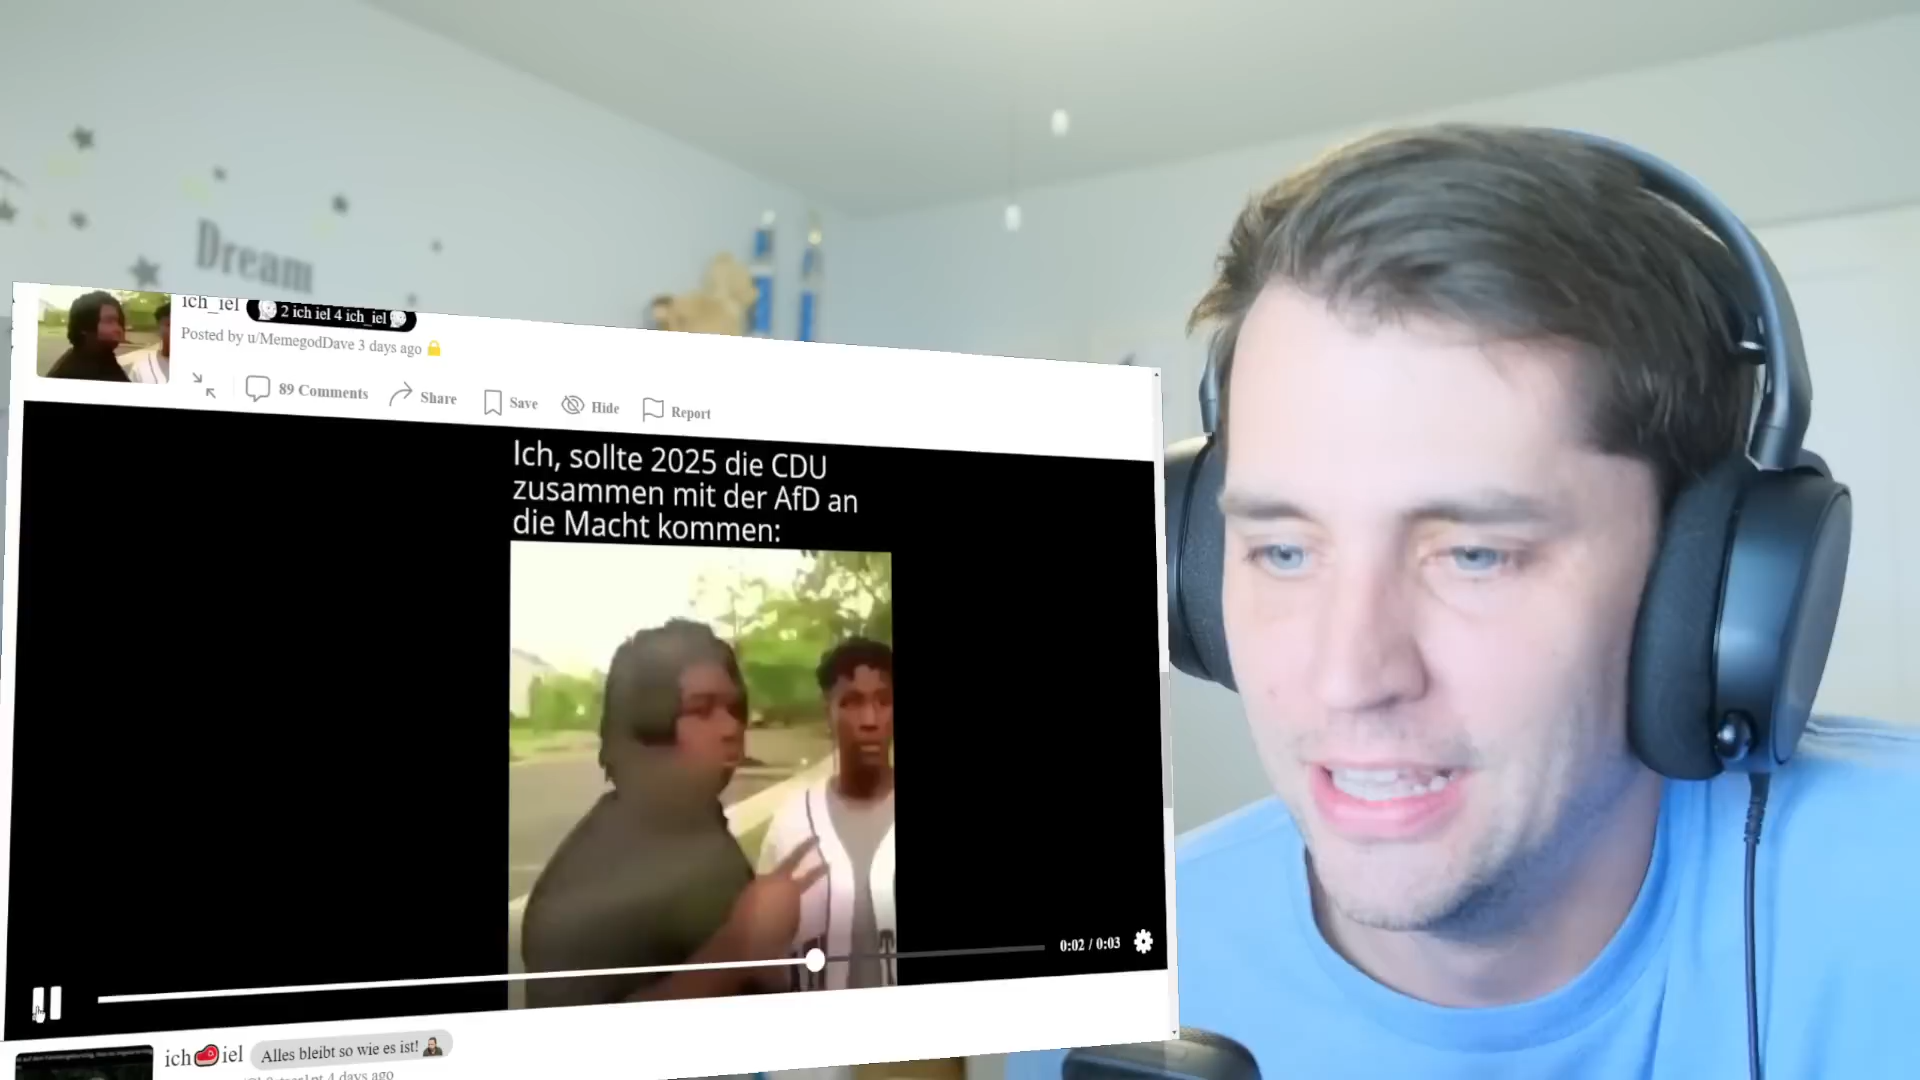 Dream
ich_iel 2 ich iel 4 ich_iel
Posted by u/MemegodDave 3 days ago
89 Comments Share Save Hide Report
Ich, sollte 2025 die CDU
zusammen mit der AfD an
die Macht kommen:
0:02 / 0:03
ich iel Alles bleibt so wie es ist!
4 days ago